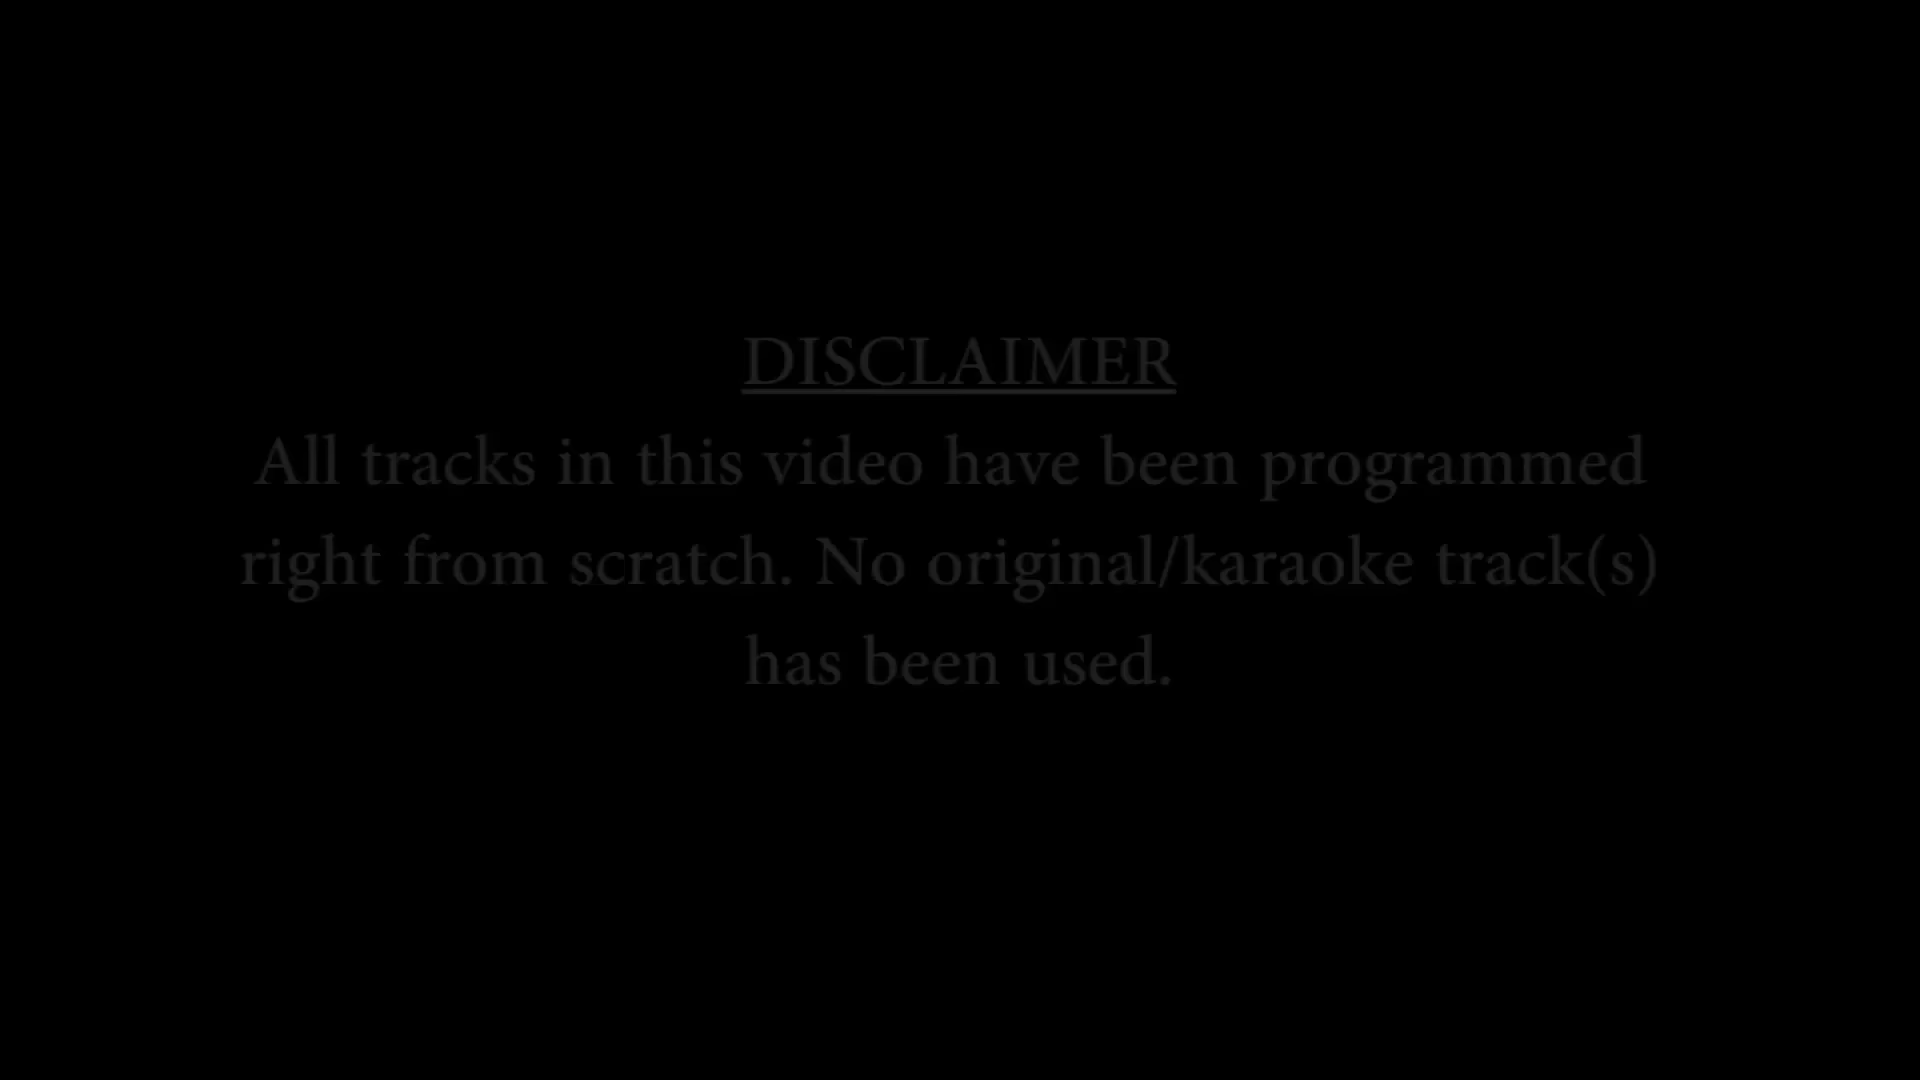 DISCLAIMER
All tracks in this video have been programmed
right from scratch. No original/karaoke track(s)
has been used.